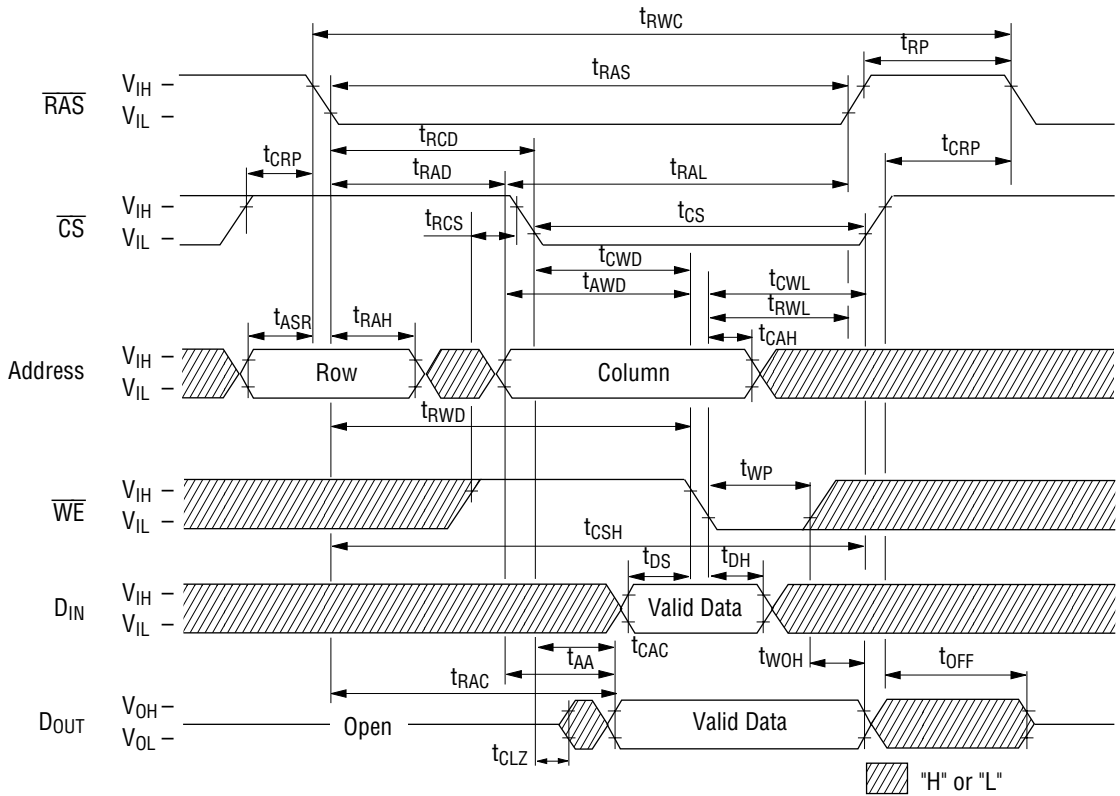 tRWC
tRP
VIH
RAS
VIL
tRAS
tRCD
tCRP
tCRP
tRAD
tRAL
VIH
CS
VIL
tRCS
tCS
tCWD
tCWL
tAWD
tRWL
tASR
tRAH
tCAH
VIH
Address
VIL
Row
Column
tRWD
tWP
VIH
WE
VIL
tCSH
tDS
tDH
VIH
DIN
VIL
Valid Data
tCAC
tAA
tWOH
tOFF
tRAC
VOH
DOUT
VOL
Open
Valid Data
tCLZ
"H" or "L"